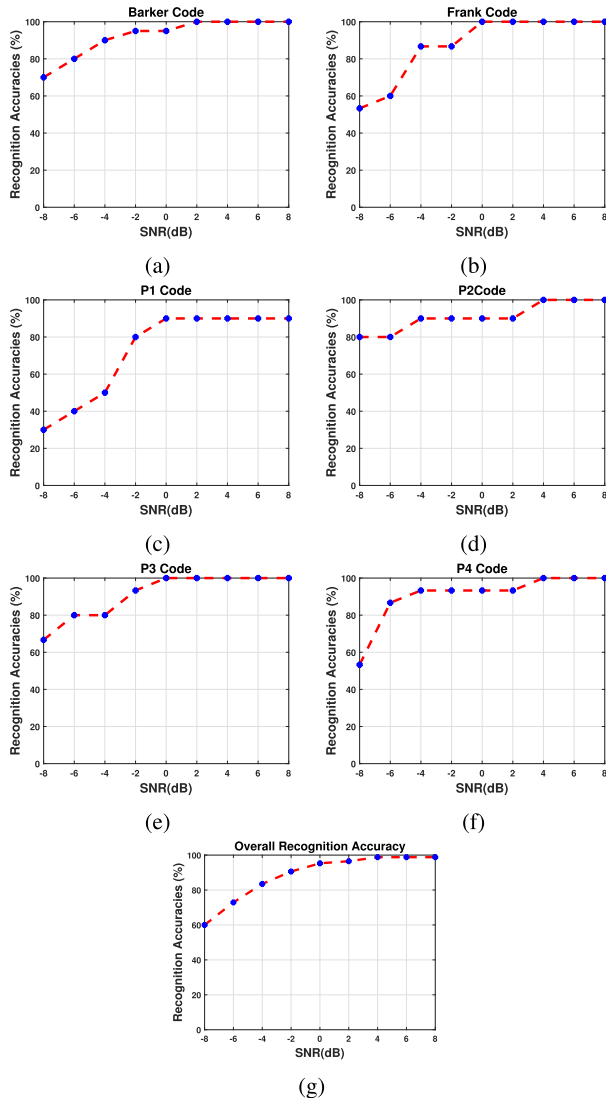 Barker Code
Recognition Accuracies (%)
100
80
60
40
20
0
-8 -6 -4 -2 0 2 4 6 8
SNR(dB)
(a)
Frank Code
Recognition Accuracies (%)
100
80
60
40
20
0
-8 -6 -4 -2 0 2 4 6 8
SNR(dB)
(b)
P1 Code
Recognition Accuracies (%)
100
80
60
40
20
0
-8 -6 -4 -2 0 2 4 6 8
SNR(dB)
(c)
P2Code
Recognition Accuracies (%)
100
80
60
40
20
0
-8 -6 -4 -2 0 2 4 6 8
SNR(dB)
(d)
P3 Code
Recognition Accuracies (%)
100
80
60
40
20
0
-8 -6 -4 -2 0 2 4 6 8
SNR(dB)
(e)
P4 Code
Recognition Accuracies (%)
100
80
60
40
20
0
-8 -6 -4 -2 0 2 4 6 8
SNR(dB)
(f)
Overall Recognition Accuracy
Recognition Accuracies (%)
100
80
60
40
20
0
-8 -6 -4 -2 0 2 4 6 8
SNR(dB)
(g)